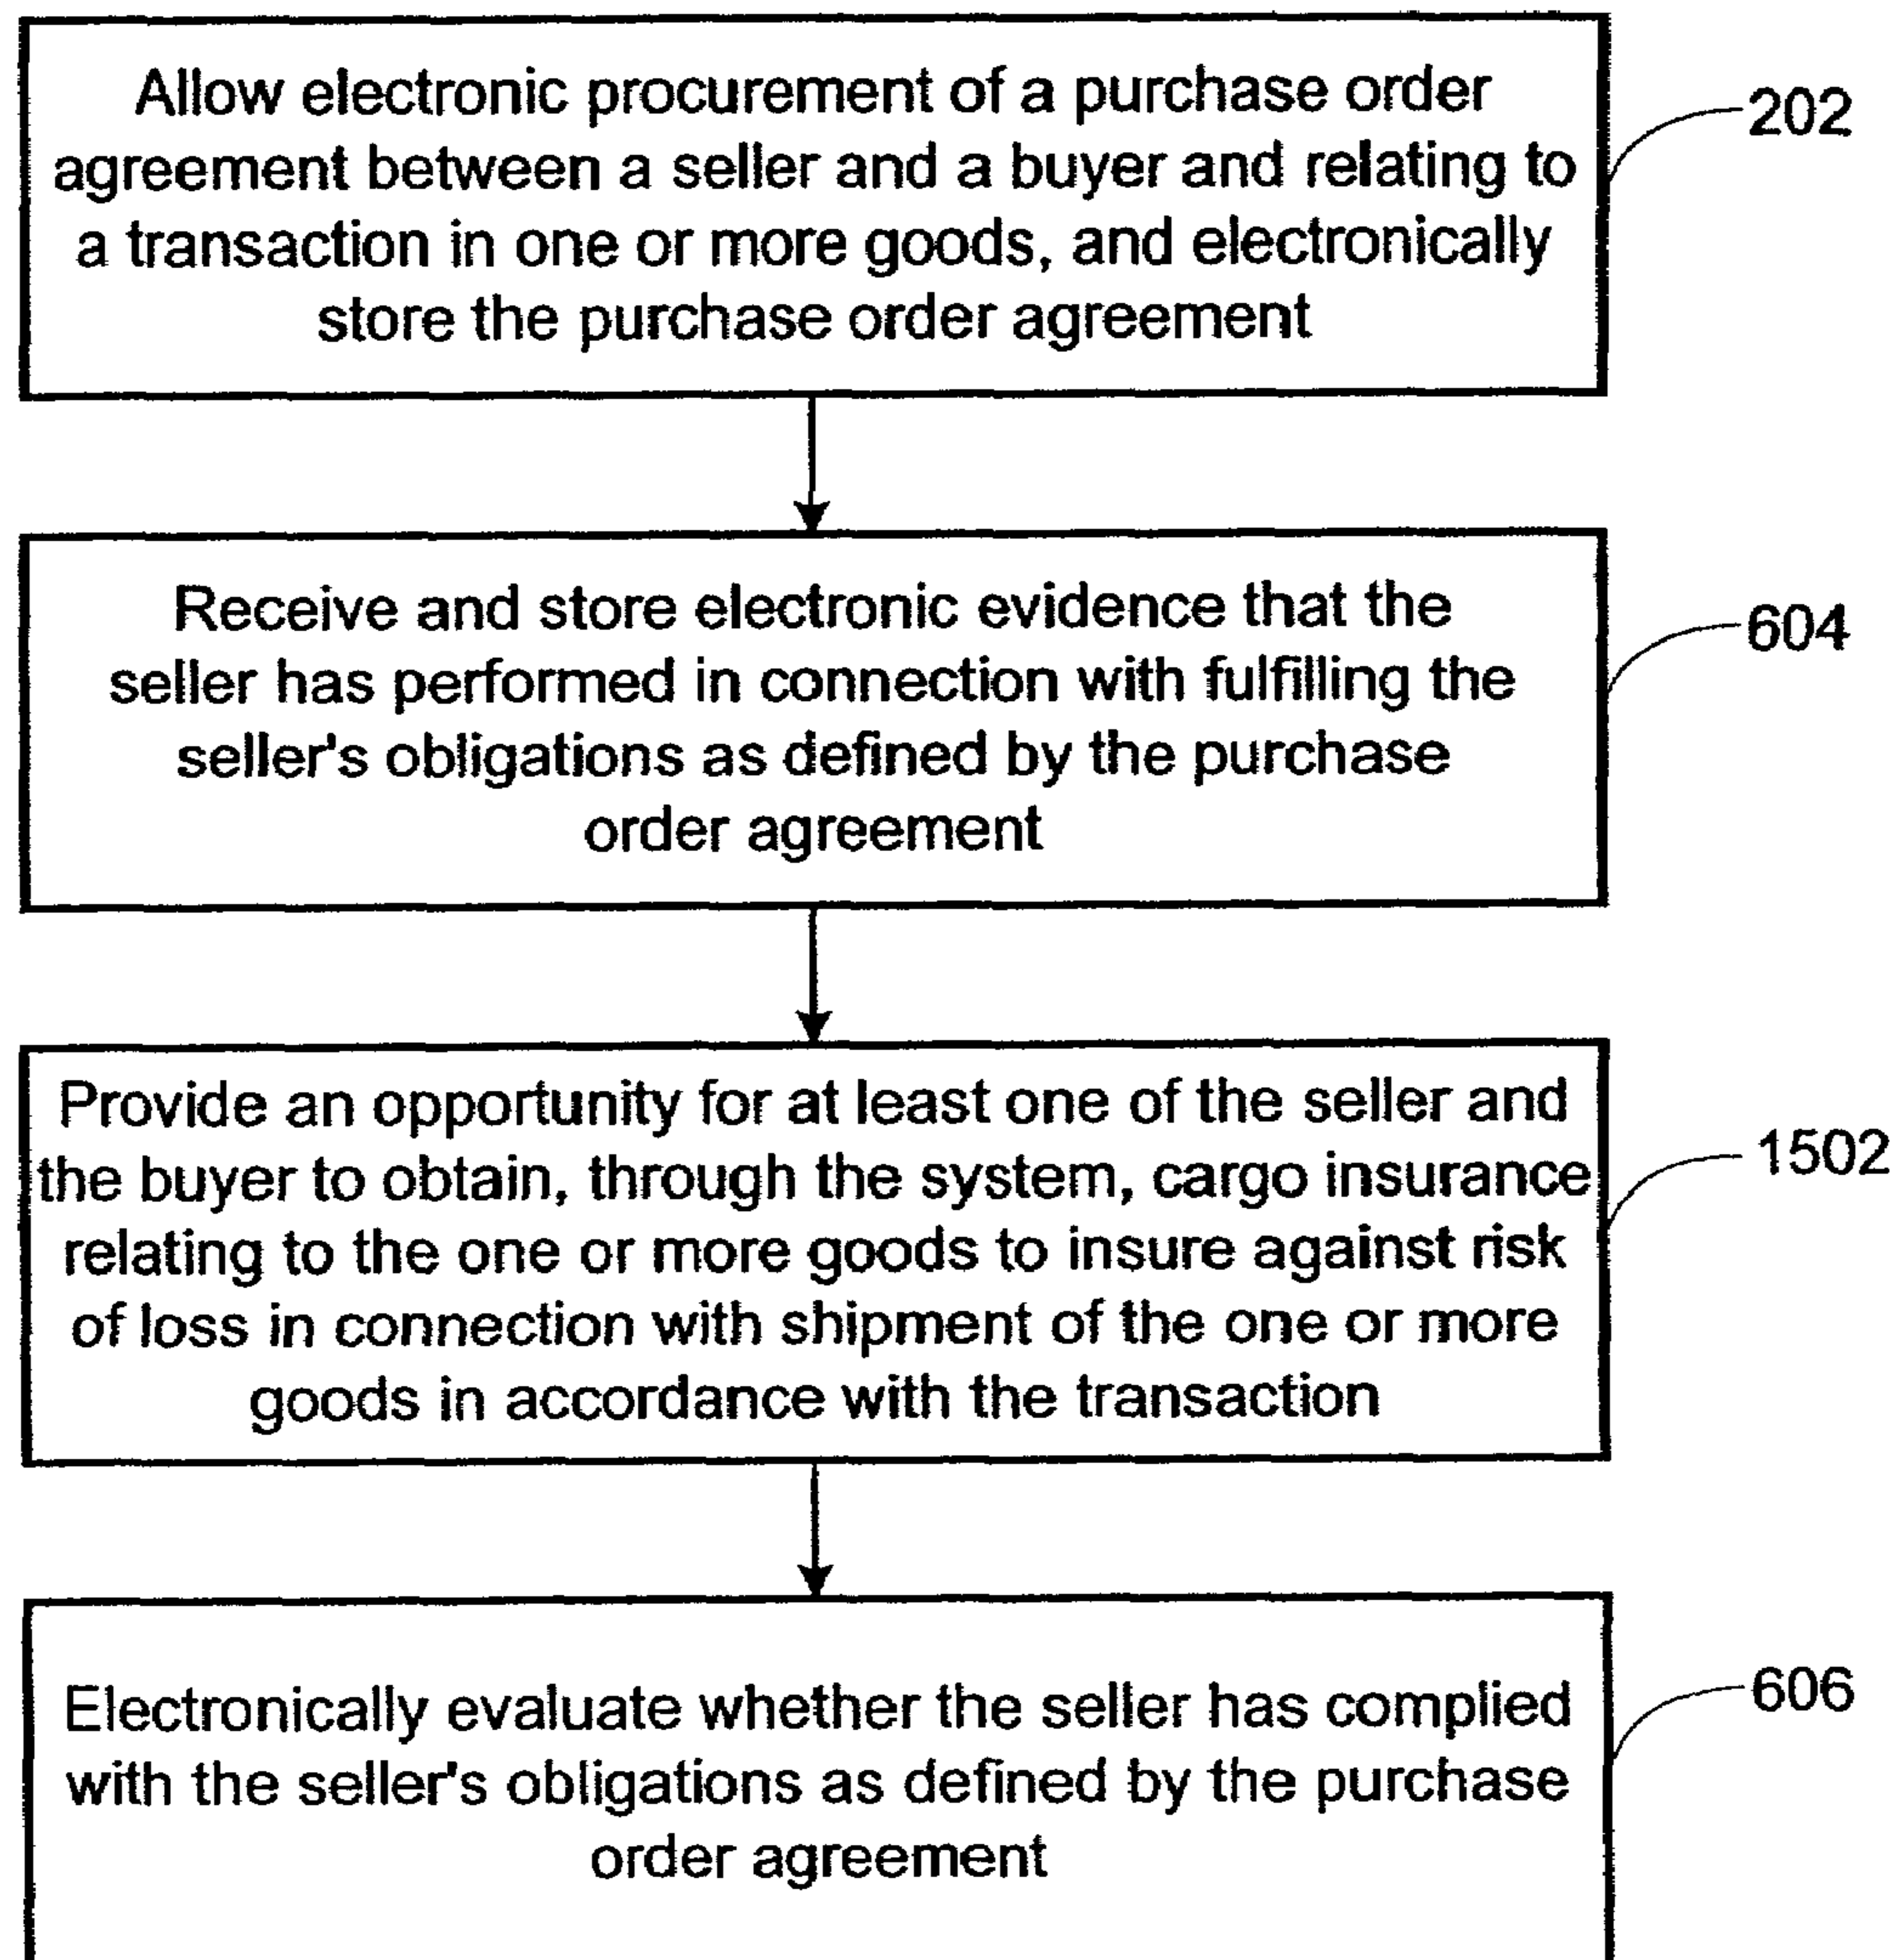 Allow electronic procurement of a purchase order
agreement between a seller and a buyer and relating to
a transaction in one or more goods, and electronically
store the purchase order agreement
202
Receive and store electronic evidence that the
seller has performed in connection with fulfilling the
seller's obligations as defined by the purchase
order agreement
604
Provide an opportunity for at least one of the seller and
the buyer to obtain, through the system, cargo insurance
relating to the one or more goods to insure against risk
of loss in connection with shipment of the one or more
goods in accordance with the transaction
1502
Electronically evaluate whether the seller has complied
with the seller's obligations as defined by the purchase
order agreement
606